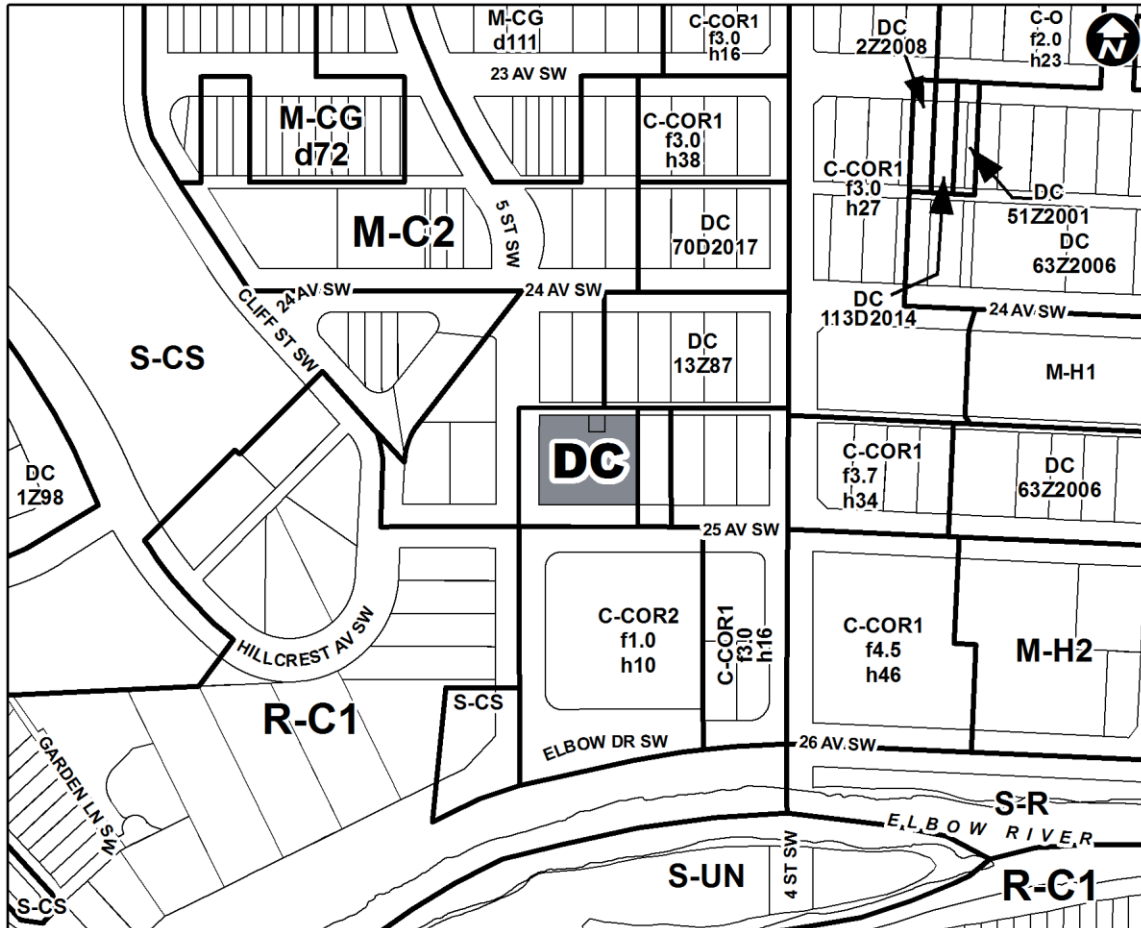 M-CG
d111
C-COR1
f3.0
h16
DC
2Z2008
C-O
f2.0
h23
N
23 AV SW
M-CG
d72
C-COR1
f3.0
h38
C-COR1
f3.0
h27
DC
51Z2001
M-C2
5 ST SW
DC
70D2017
DC
63Z2006
24 AV SW
24 AV SW
DC
113D2014
24 AV SW
CLIFF ST SW
S-CS
DC
13Z87
M-H1
DC
1Z98
DC
C-COR1
f3.7
h34
DC
63Z2006
25 AV SW
HILLCREST AV SW
C-COR2
f1.0
h10
C-COR1
f3.0
h16
C-COR1
f4.5
h46
M-H2
R-C1
S-CS
GARDEN LN SW
ELBOW DR SW
26 AV SW
S-R
ELBOW RIVER
S-UN
4 ST SW
R-C1
S-CS